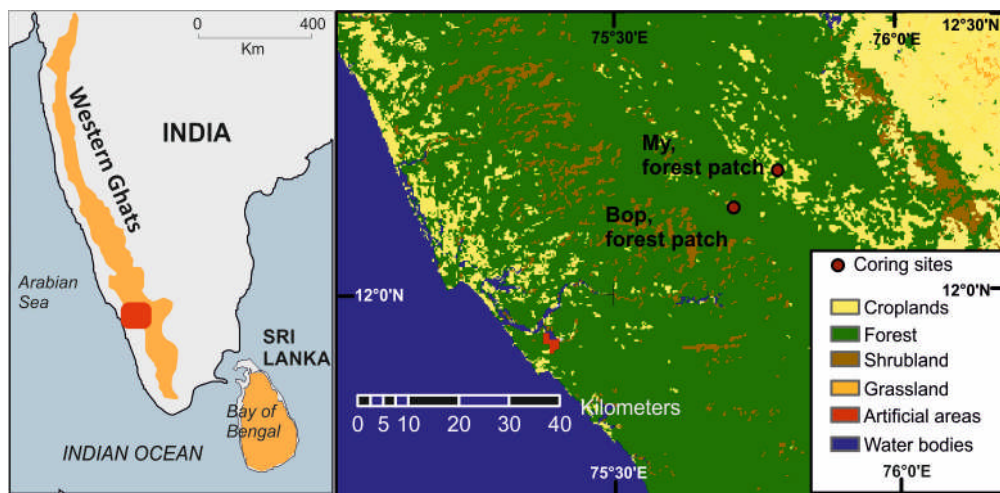 0 400
Km
Western Ghats
INDIA
Arabian
Sea
SRI
LANKA
Bay of
Bengal
INDIAN OCEAN
75°30'E
76°0'E
12°30'N
My,
forest patch
Bop,
forest patch
12°0'N
12°0'N
Kilometers
0 5 10 20 30 40
75°30'E
76°0'E
Coring sites
Croplands
Forest
Shrubland
Grassland
Artificial areas
Water bodies